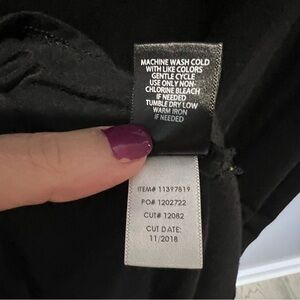 MACHINE WASH COLD
WITH LIKE COLORS
GENTLE CYCLE
USE ONLY NON-
CHLORINE BLEACH
IF NEEDED
TUMBLE DRY LOW
WARM IRON
IF NEEDED
ITEM# 11397819
PO# 1202722
CUT# 12082
CUT DATE:
11/2018